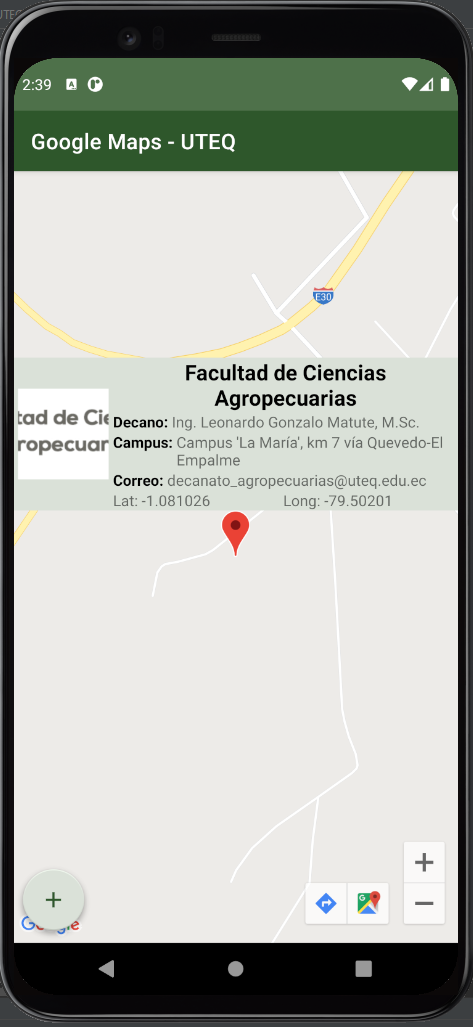 UTEQ
2:39
Google Maps - UTEQ
E30
Facultad de Ciencias
Agropecuarias
tad de Cie
ropecuar
Decano: Ing. Leonardo Gonzalo Matute, M.Sc.
Campus: Campus 'La María', km 7 vía Quevedo-El
Empalme
Correo: decanato_agropecuarias@uteq.edu.ec
Lat: -1.081026 Long: -79.50201
+
+
−
Google